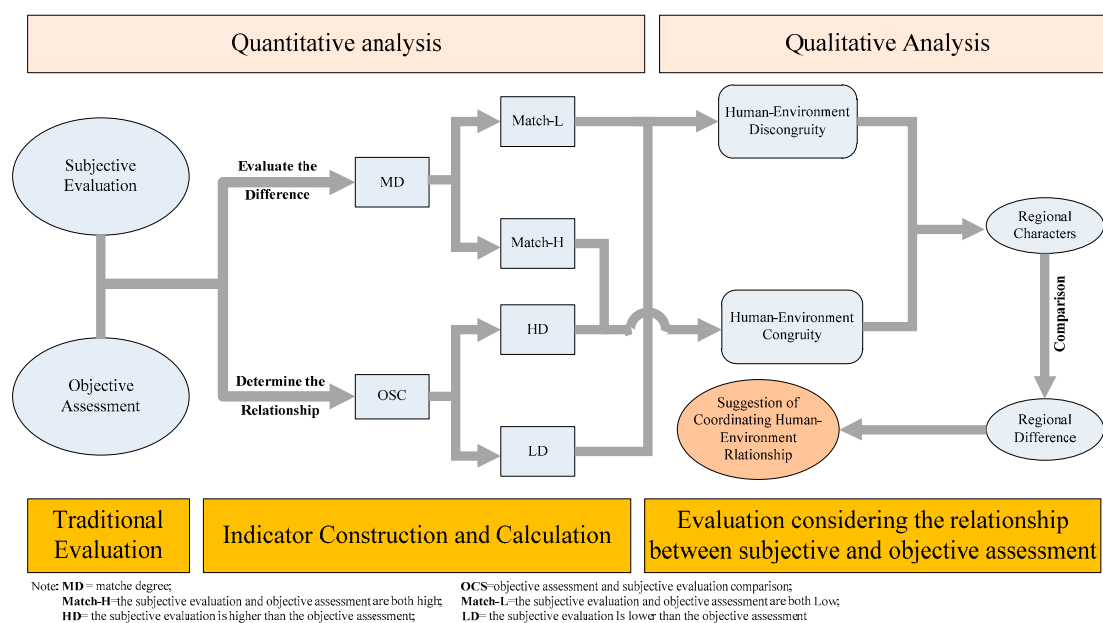 Quantitative analysis
Qualitative Analysis
Subjective
Evaluation
Objective
Assessment
Evaluate the
Difference
Determine the
Relationship
MD
OSC
Match-L
Match-H
HD
LD
Human-Environment
Discongruity
Human-Environment
Congruity
Regional
Characters
Comparison
Regional
Difference
Suggestion of
Coordinating Human-
Environment
Rlationship
Traditional
Evaluation
Indicator Construction and Calculation
Evaluation considering the relationship
between subjective and objective assessment
Note: MD= matche degree;
OCS=objective assessment and subjective evaluation comparison;
Match-H=the subjective evaluation and objective assessment are both high;
Match-L=the subjective evaluation and objective assessment are both Low;
HD= the subjective evaluation is higher than the objective assessment;
LD= the subjective evaluation Is lower than the objective assessment